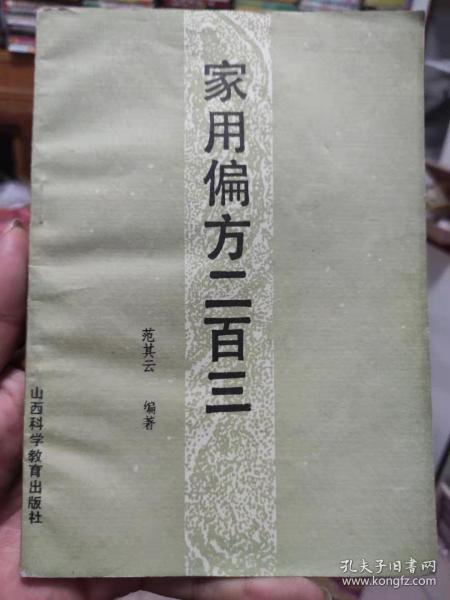 家用偏方二百三
范其云 编著
山西科学教育出版社
孔夫子旧书网
www.kongfz.com